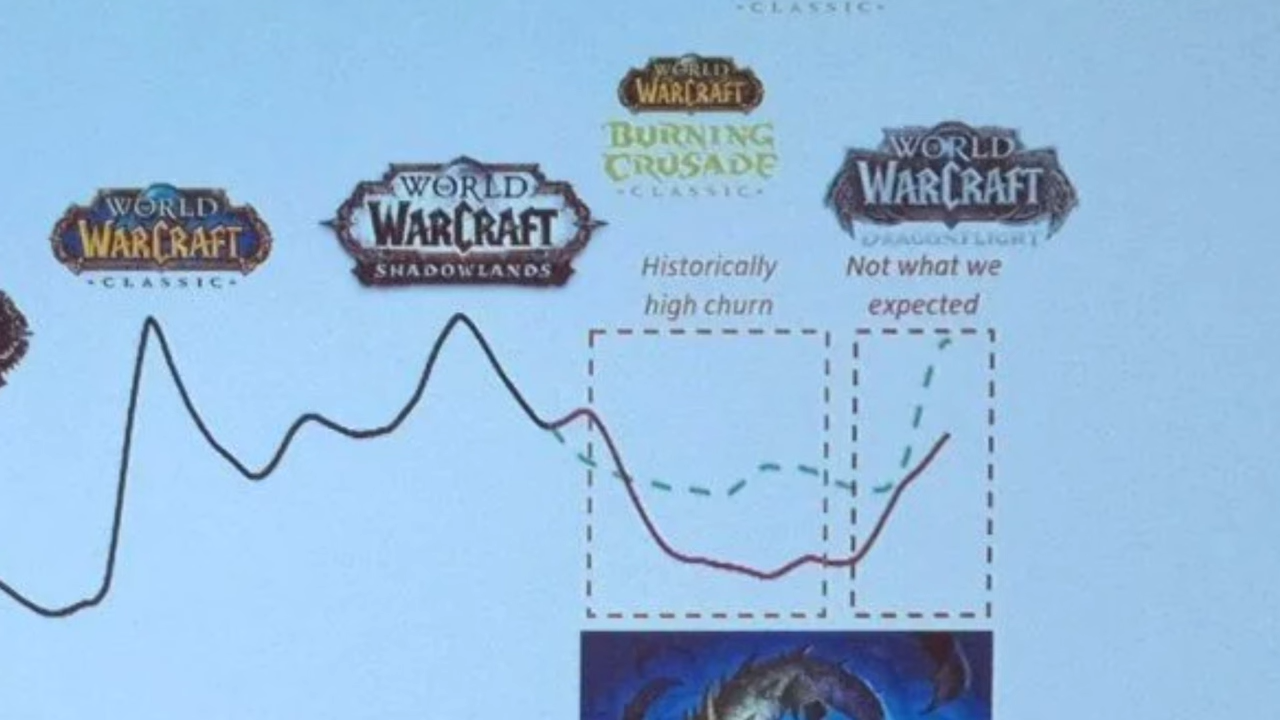 •CLASSIC•
WORLD
WARCRAFT
BURNING
CRUSADE
•CLASSIC•
WORLD
WARCRAFT
DRAGONFLIGHT
WORLD
WARCRAFT
SHADOWLANDS
WORLD
WARCRAFT
•CLASSIC•
Historically
high churn
Not what we
expected